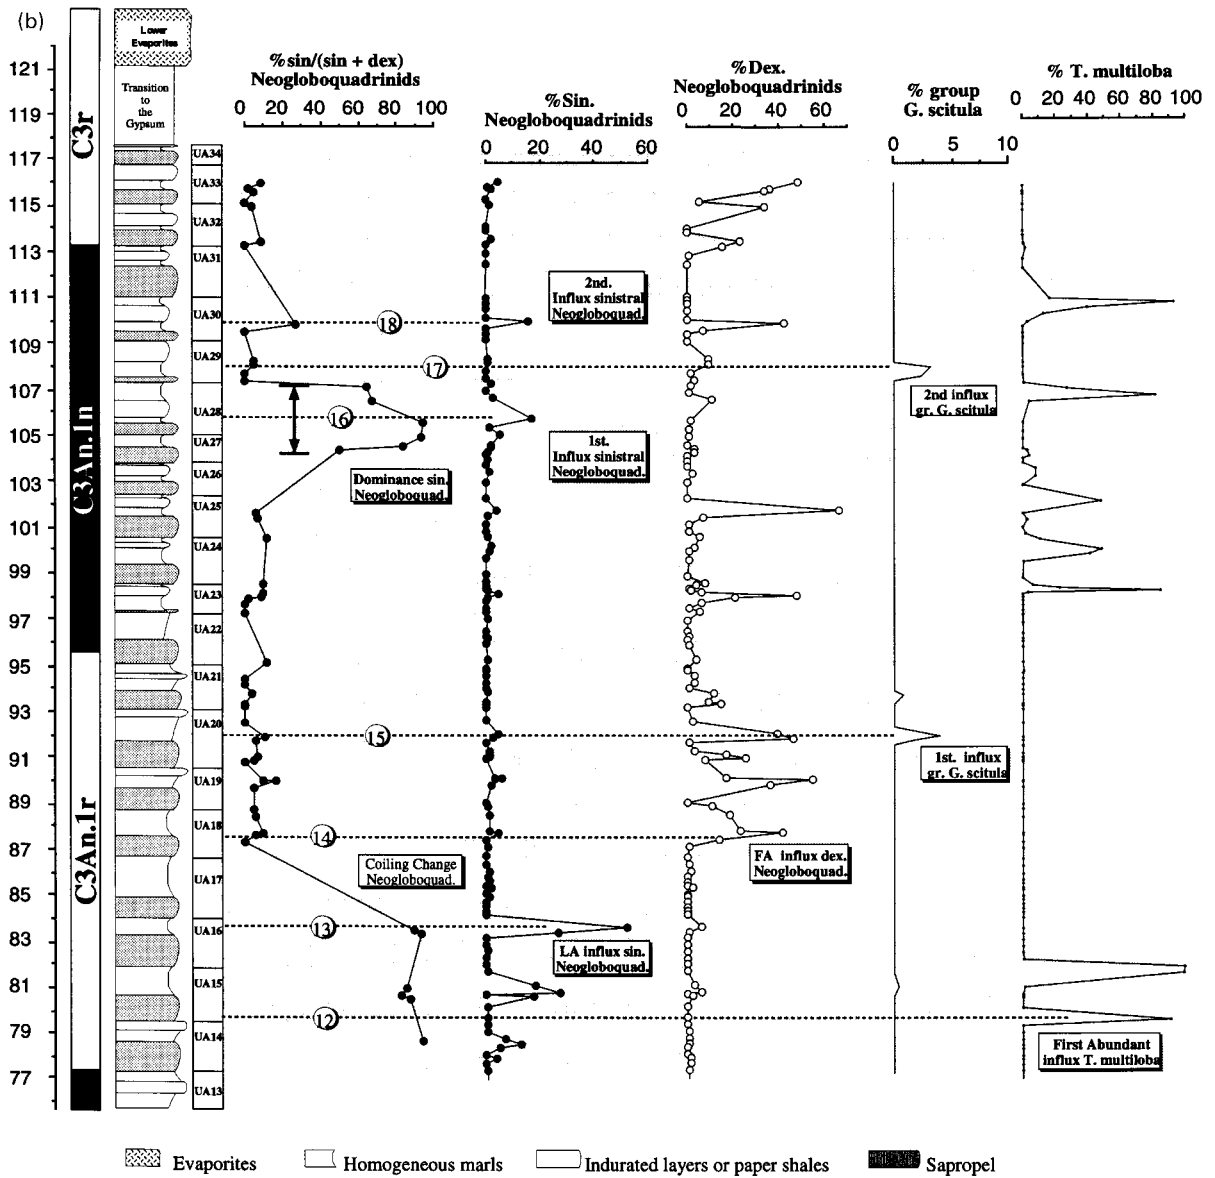 (b)
Lower
Evaporites
Transition
to
the
Gypsum
121
119
117
115
113
111
109
107
105
103
101
99
97
95
93
91
89
87
85
83
81
79
77
C3r
C3An.1n
C3An.1r
UA34
UA33
UA32
UA31
UA30
UA29
UA28
UA27
UA26
UA25
UA24
UA23
UA22
UA21
UA20
UA19
UA18
UA17
UA16
UA15
UA14
UA13
%sin/(sin + dex)
Neogloboquadrinids
0 20 40 60 80 100
%Sin.
Neogloboquadrinids
0 20 40 60
%Dex.
Neogloboquadrinids
0 20 40 60
% group
G. scitula
0 5 10
% T. multiloba
0 20 40 60 80 100
2nd.
Influx sinistral
Neogloboquad.
18
17
2nd influx
gr. G. scitula
16
1st.
Influx sinistral
Neogloboquad.
Dominance sin.
Neogloboquad.
15
1st. influx
gr. G. scitula
14
Coiling Change
Neogloboquad.
FA influx dex.
Neogloboquad.
13
LA influx sin.
Neogloboquad.
12
First Abundant
influx T. multiloba
Evaporites
Homogeneous marls
Indurated layers or paper shales
Sapropel